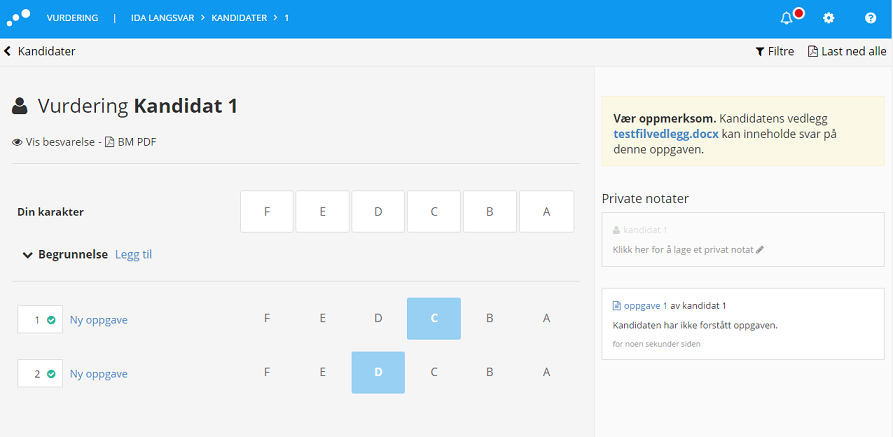 VURDERING | IDA LANGSVAR > KANDIDATER > 1
Kandidater
Filtre Last ned alle
Vurdering Kandidat 1
Vis besvarelse - BM PDF
Din karakter F E D C B A
Begrunnelse Legg til
1 Ny oppgave F E D C B A
2 Ny oppgave F E D C B A
Vær oppmerksom. Kandidatens vedlegg
testfilvedlegg.docx kan inneholde svar på
denne oppgaven.
Private notater
kandidat 1
Klikk her for å lage et privat notat
oppgave 1 av kandidat 1
Kandidaten har ikke forstått oppgaven.
for noen sekunder siden